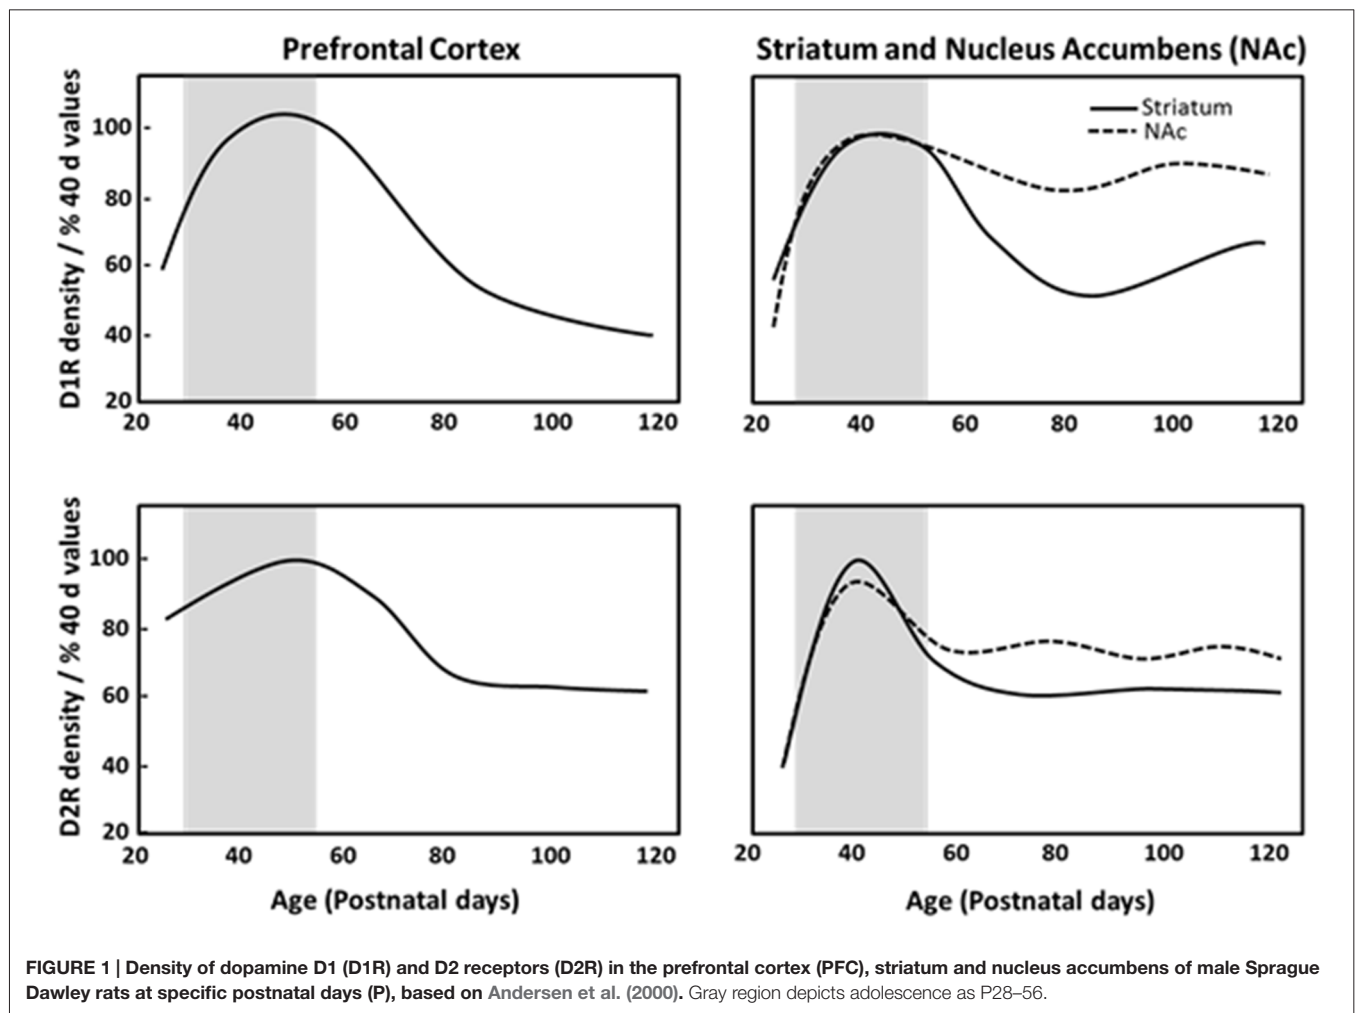 Prefrontal Cortex
Striatum and Nucleus Accumbens (NAc)
D1R density / % 40 d values
100
80
60
40
20
20 40 60 80 100 120
Striatum
NAc
20 40 60 80 100 120
D2R density / % 40 d values
100
80
60
40
20
20 40 60 80 100 120
Age (Postnatal days)
20 40 60 80 100 120
Age (Postnatal days)
FIGURE 1 | Density of dopamine D1 (D1R) and D2 receptors (D2R) in the prefrontal cortex (PFC), striatum and nucleus accumbens of male Sprague
Dawley rats at specific postnatal days (P), based on Andersen et al. (2000). Gray region depicts adolescence as P28–56.